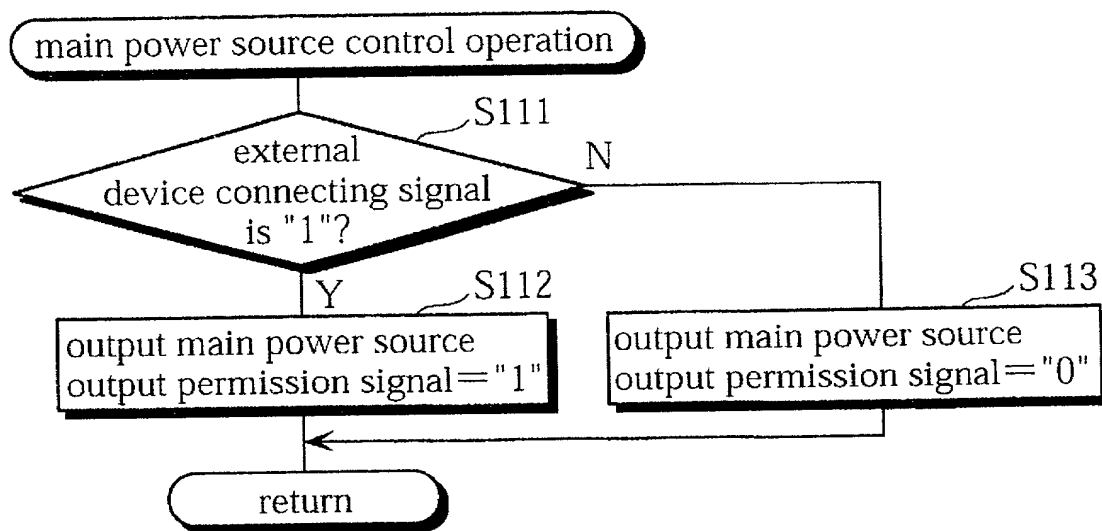 main power source control operation
S111
external
device connecting signal
is "1"?
N
Y
S112
output main power source
output permission signal="1"
S113
output main power source
output permission signal="0"
return